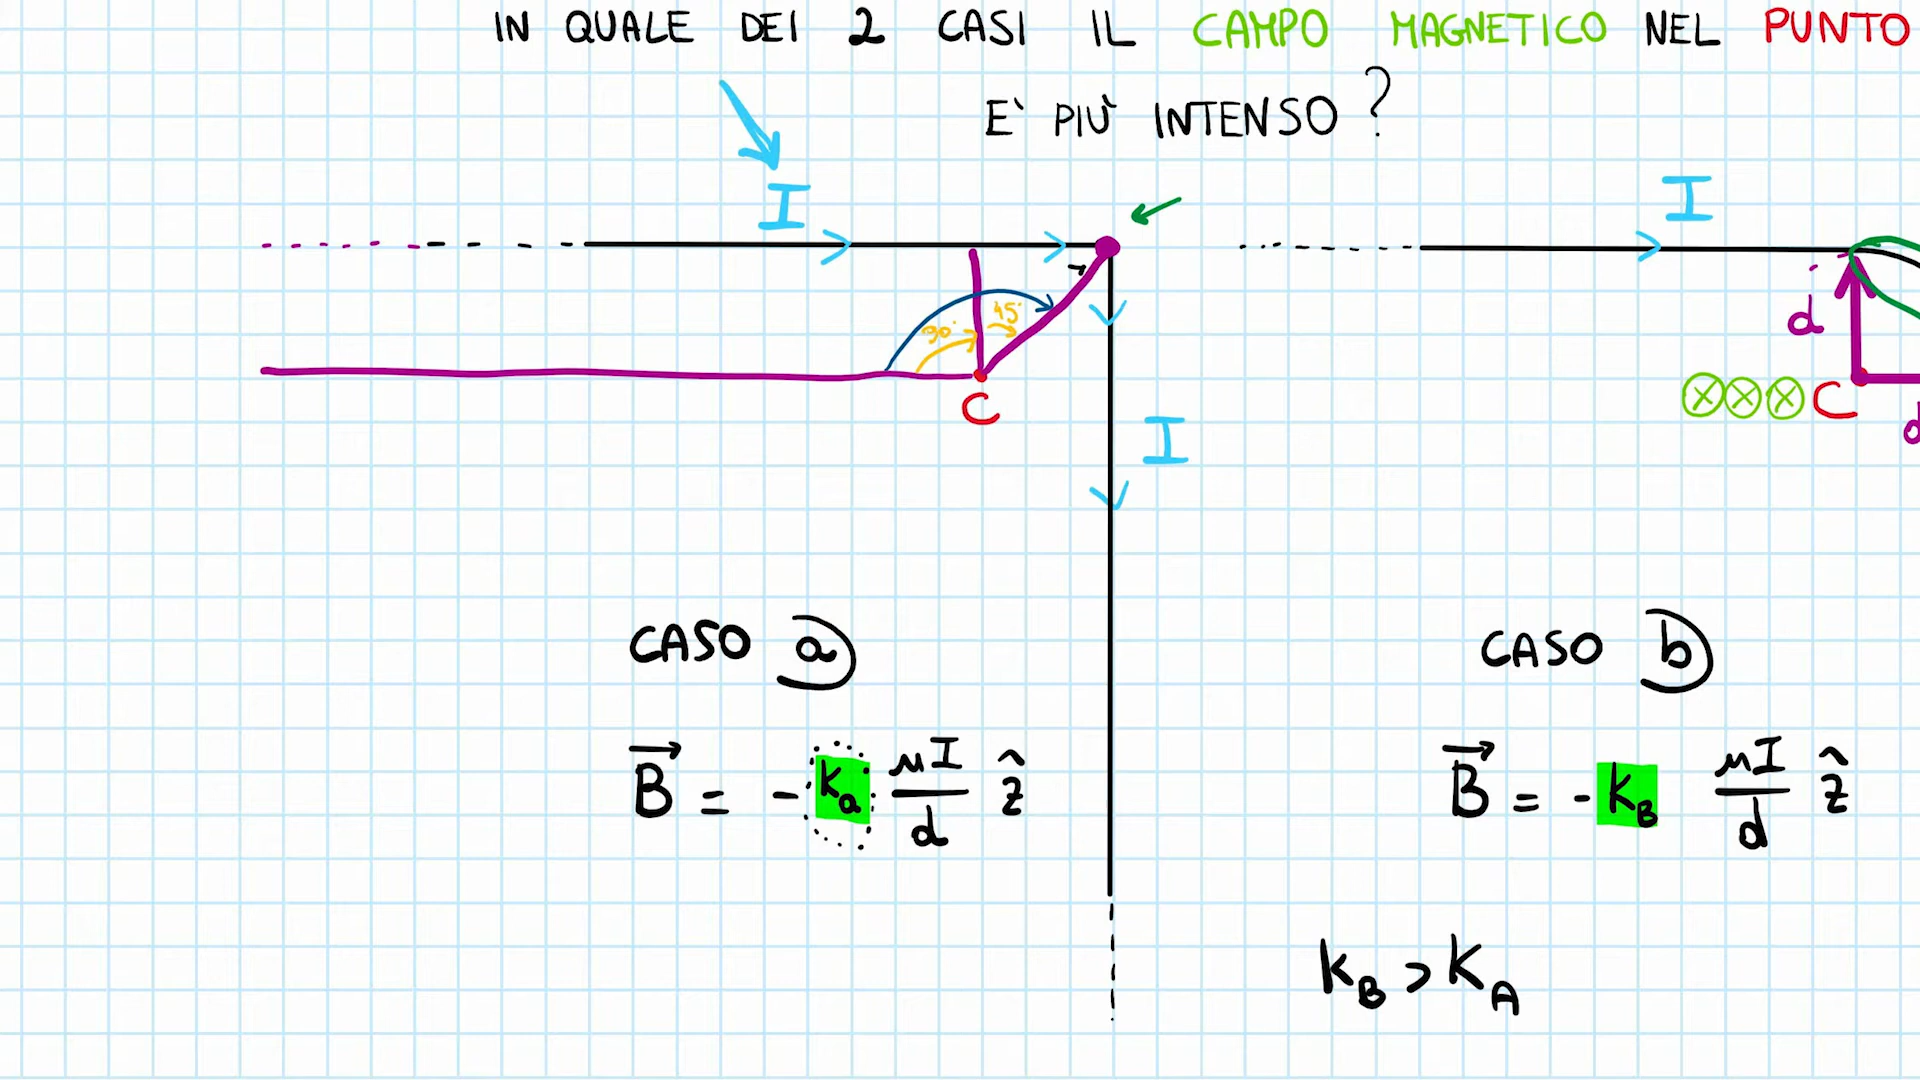 IN QUALE DEI 2 CASI IL CAMPO MAGNETICO NEL PUNTO
E' PIÙ INTENSO?
I
I
90°
45°
d
C
⊗⊗⊗ C
d
I
CASO a)
CASO b)
B⃗ = - Ka μI/d ẑ
B⃗ = - KB μI/d ẑ
KB > KA